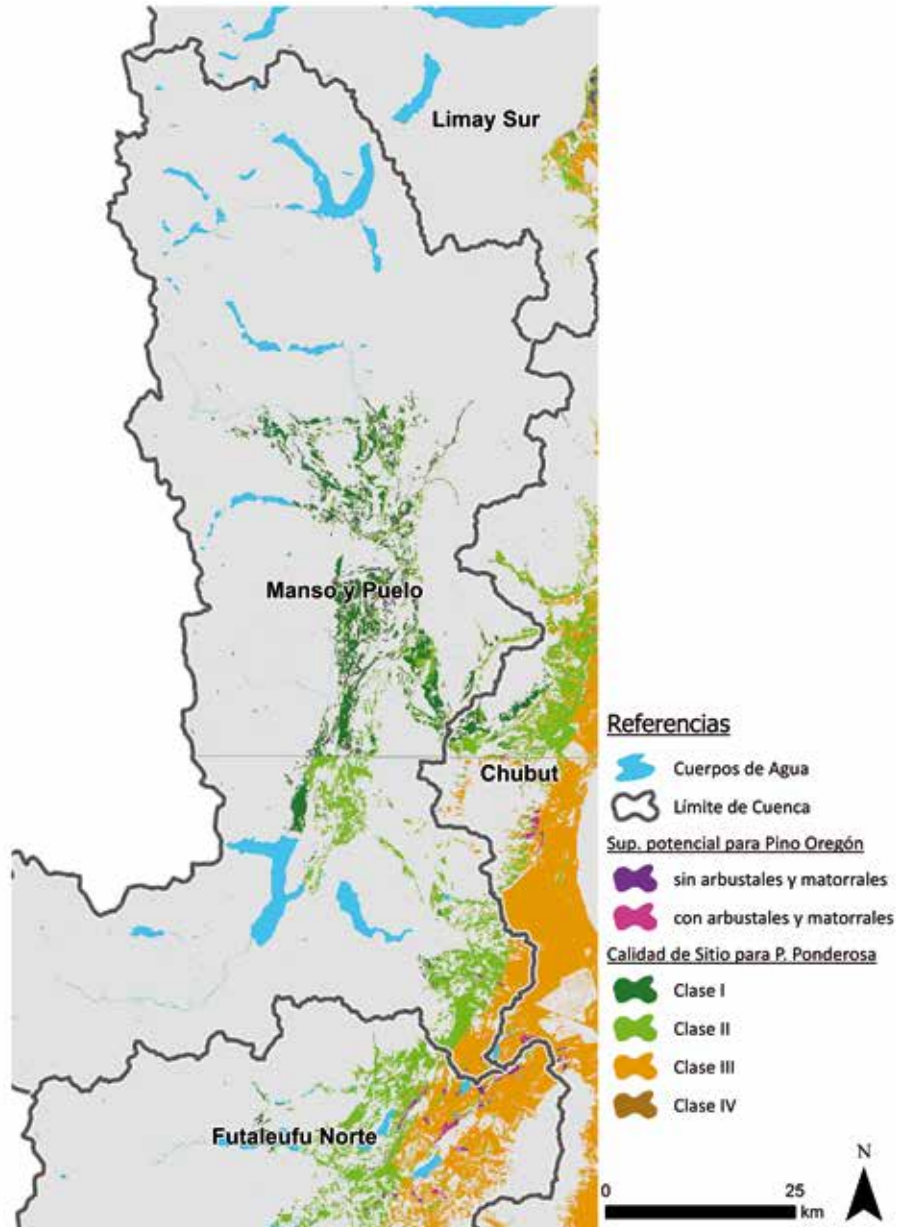 Limay Sur
Manso y Puelo
Chubut
Futaleufu Norte
Referencias
Cuerpos de Agua
Límite de Cuenca
Sup. potencial para Pino Oregón
sin arbustales y matorrales
con arbustales y matorrales
Calidad de Sitio para P. Ponderosa
Clase I
Clase II
Clase III
Clase IV
N
0 25
km